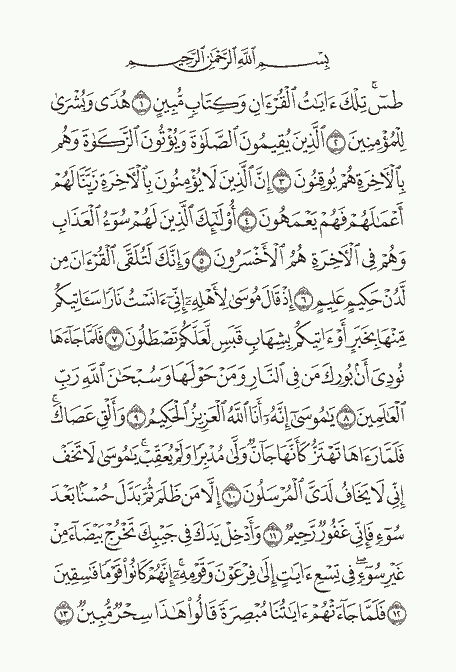 بِسْمِ ٱللَّهِ ٱلرَّحْمَٰنِ ٱلرَّحِيمِ
طسٓ ۚ تِلْكَ ءَايَٰتُ ٱلْقُرْءَانِ وَكِتَابٍ مُّبِينٍ ١ هُدًى وَبُشْرَىٰ
لِلْمُؤْمِنِينَ ٢ ٱلَّذِينَ يُقِيمُونَ ٱلصَّلَوٰةَ وَيُؤْتُونَ ٱلزَّكَوٰةَ وَهُم
بِٱلْءَاخِرَةِ هُمْ يُوقِنُونَ ٣ إِنَّ ٱلَّذِينَ لَا يُؤْمِنُونَ بِٱلْءَاخِرَةِ زَيَّنَّا لَهُمْ
أَعْمَٰلَهُمْ فَهُمْ يَعْمَهُونَ ٤ أُو۟لَٰٓئِكَ ٱلَّذِينَ لَهُمْ سُوٓءُ ٱلْعَذَابِ
وَهُمْ فِى ٱلْءَاخِرَةِ هُمُ ٱلْأَخْسَرُونَ ٥ وَإِنَّكَ لَتُلَقَّى ٱلْقُرْءَانَ مِن
لَّدُنْ حَكِيمٍ عَلِيمٍ ٦ إِذْ قَالَ مُوسَىٰ لِأَهْلِهِۦٓ إِنِّىٓ ءَانَسْتُ نَارًا سَـَٔاتِيكُم
مِّنْهَا بِخَبَرٍ أَوْ ءَاتِيكُم بِشِهَابٍ قَبَسٍ لَّعَلَّكُمْ تَصْطَلُونَ ٧ فَلَمَّا جَآءَهَا
نُودِىَ أَنۢ بُورِكَ مَن فِى ٱلنَّارِ وَمَنْ حَوْلَهَا وَسُبْحَٰنَ ٱللَّهِ رَبِّ
ٱلْعَٰلَمِينَ ٨ يَٰمُوسَىٰٓ إِنَّهُۥٓ أَنَا ٱللَّهُ ٱلْعَزِيزُ ٱلْحَكِيمُ ٩ وَأَلْقِ عَصَاكَ ۚ
فَلَمَّا رَءَاهَا تَهْتَزُّ كَأَنَّهَا جَآنٌّ وَلَّىٰ مُدْبِرًا وَلَمْ يُعَقِّبْ ۚ يَٰمُوسَىٰ لَا تَخَفْ
إِنِّى لَا يَخَافُ لَدَىَّ ٱلْمُرْسَلُونَ ١٠ إِلَّا مَن ظَلَمَ ثُمَّ بَدَّلَ حُسْنًۢا بَعْدَ
سُوٓءٍ فَإِنِّى غَفُورٌ رَّحِيمٌ ١١ وَأَدْخِلْ يَدَكَ فِى جَيْبِكَ تَخْرُجْ بَيْضَآءَ مِنْ
غَيْرِ سُوٓءٍ ۖ فِى تِسْعِ ءَايَٰتٍ إِلَىٰ فِرْعَوْنَ وَقَوْمِهِۦٓ ۚ إِنَّهُمْ كَانُوا۟ قَوْمًا فَٰسِقِينَ
١٢ فَلَمَّا جَآءَتْهُمْ ءَايَٰتُنَا مُبْصِرَةً قَالُوا۟ هَٰذَا سِحْرٌ مُّبِينٌ ١٣